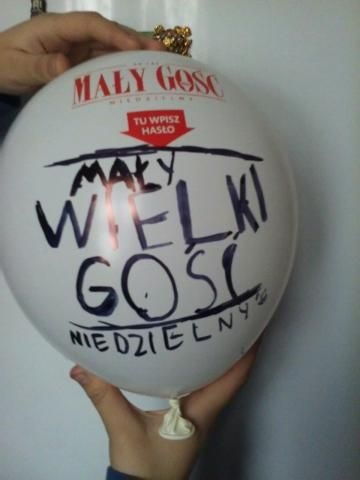 MAŁY GOŚĆ
NIEDZIELNY
TU WPISZ
HASŁO
MAŁY
WIELKI
GOŚĆ
NIEDZIELNY